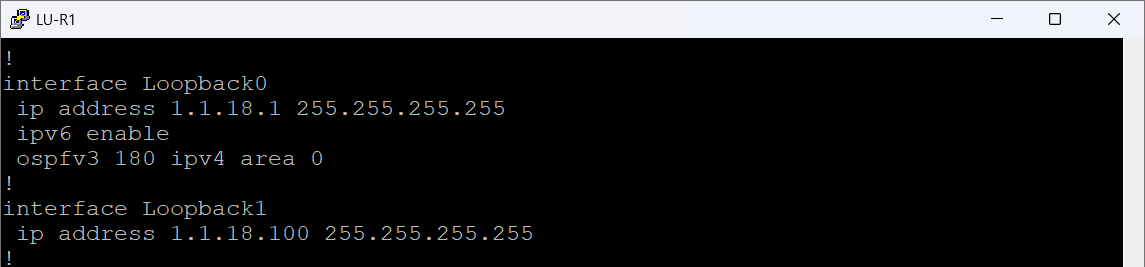 LU-R1
!
interface Loopback0
 ip address 1.1.18.1 255.255.255.255
 ipv6 enable
 ospfv3 180 ipv4 area 0
!
interface Loopback1
 ip address 1.1.18.100 255.255.255.255
!